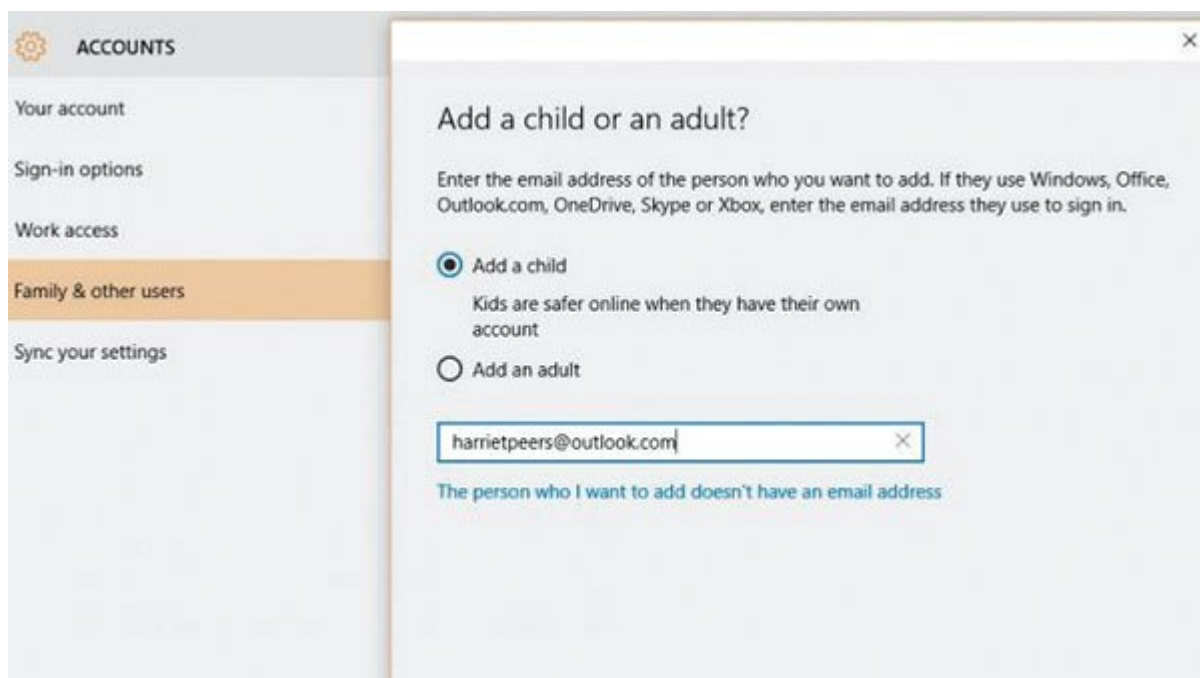 ACCOUNTS
Your account
Sign-in options
Work access
Family & other users
Sync your settings
Add a child or an adult?
Enter the email address of the person who you want to add. If they use Windows, Office,
Outlook.com, OneDrive, Skype or Xbox, enter the email address they use to sign in.
Add a child
Kids are safer online when they have their own
account
Add an adult
harrietpeers@outlook.com
The person who I want to add doesn't have an email address